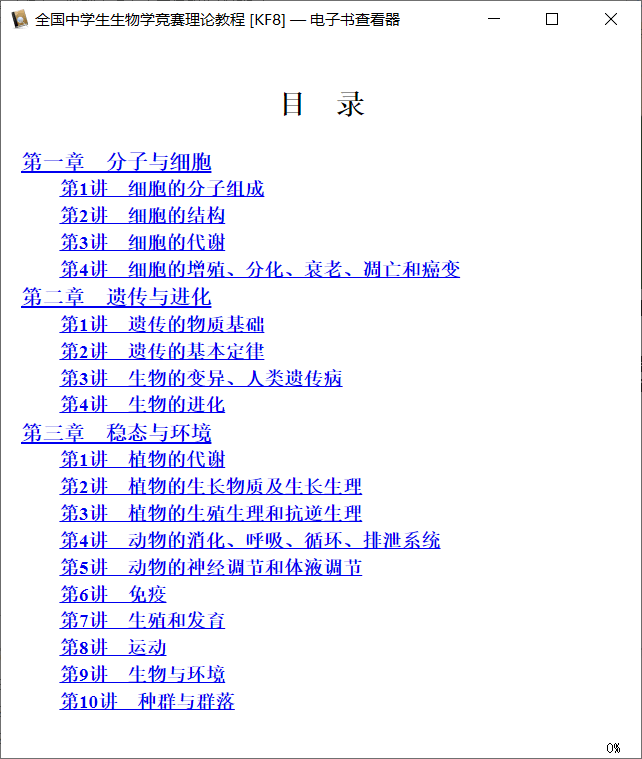 全国中学生生物学竞赛理论教程 [KF8] — 电子书查看器
目 录
第一章 分子与细胞
第1讲 细胞的分子组成
第2讲 细胞的结构
第3讲 细胞的代谢
第4讲 细胞的增殖、分化、衰老、凋亡和癌变
第二章 遗传与进化
第1讲 遗传的物质基础
第2讲 遗传的基本定律
第3讲 生物的变异、人类遗传病
第4讲 生物的进化
第三章 稳态与环境
第1讲 植物的代谢
第2讲 植物的生长物质及生长生理
第3讲 植物的生殖生理和抗逆生理
第4讲 动物的消化、呼吸、循环、排泄系统
第5讲 动物的神经调节和体液调节
第6讲 免疫
第7讲 生殖和发育
第8讲 运动
第9讲 生物与环境
第10讲 种群与群落
0%